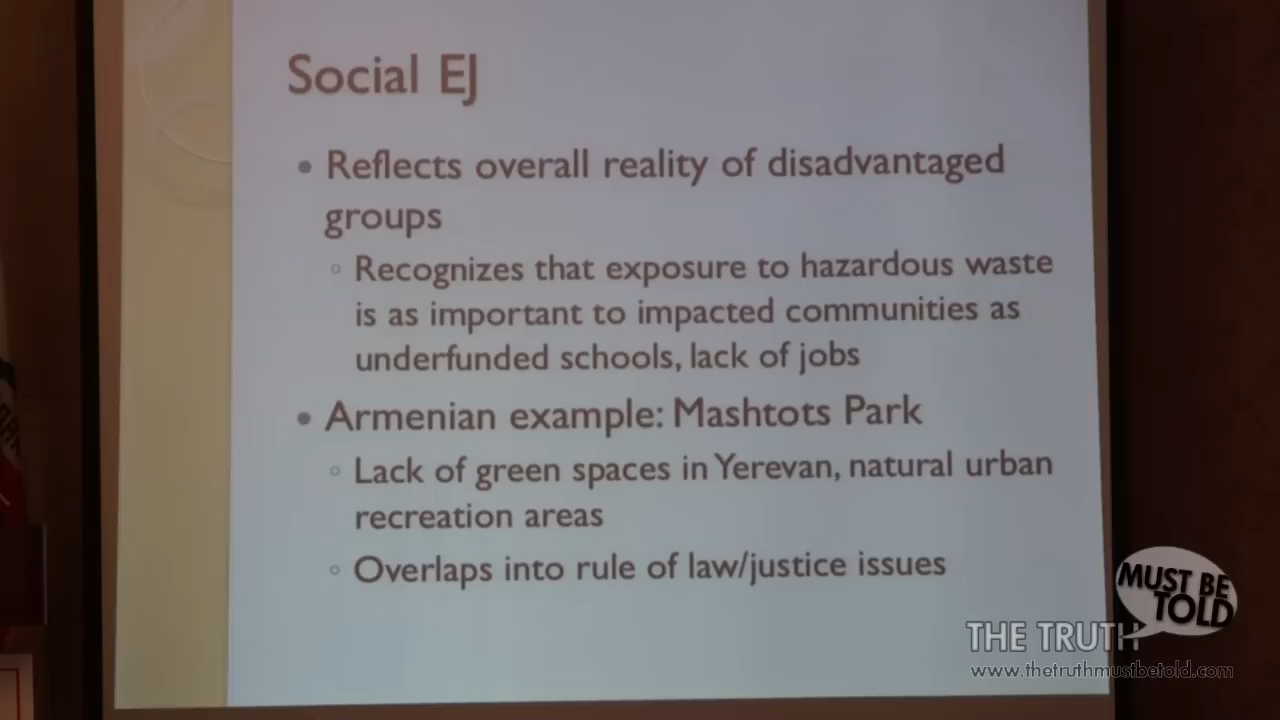 Social EJ
• Reflects overall reality of disadvantaged
groups
◦ Recognizes that exposure to hazardous waste
is as important to impacted communities as
underfunded schools, lack of jobs
• Armenian example: Mashtots Park
◦ Lack of green spaces in Yerevan, natural urban
recreation areas
◦ Overlaps into rule of law/justice issues
MUST BE
TOLD
THE TRUTH
www.thetruthmustbetold.com